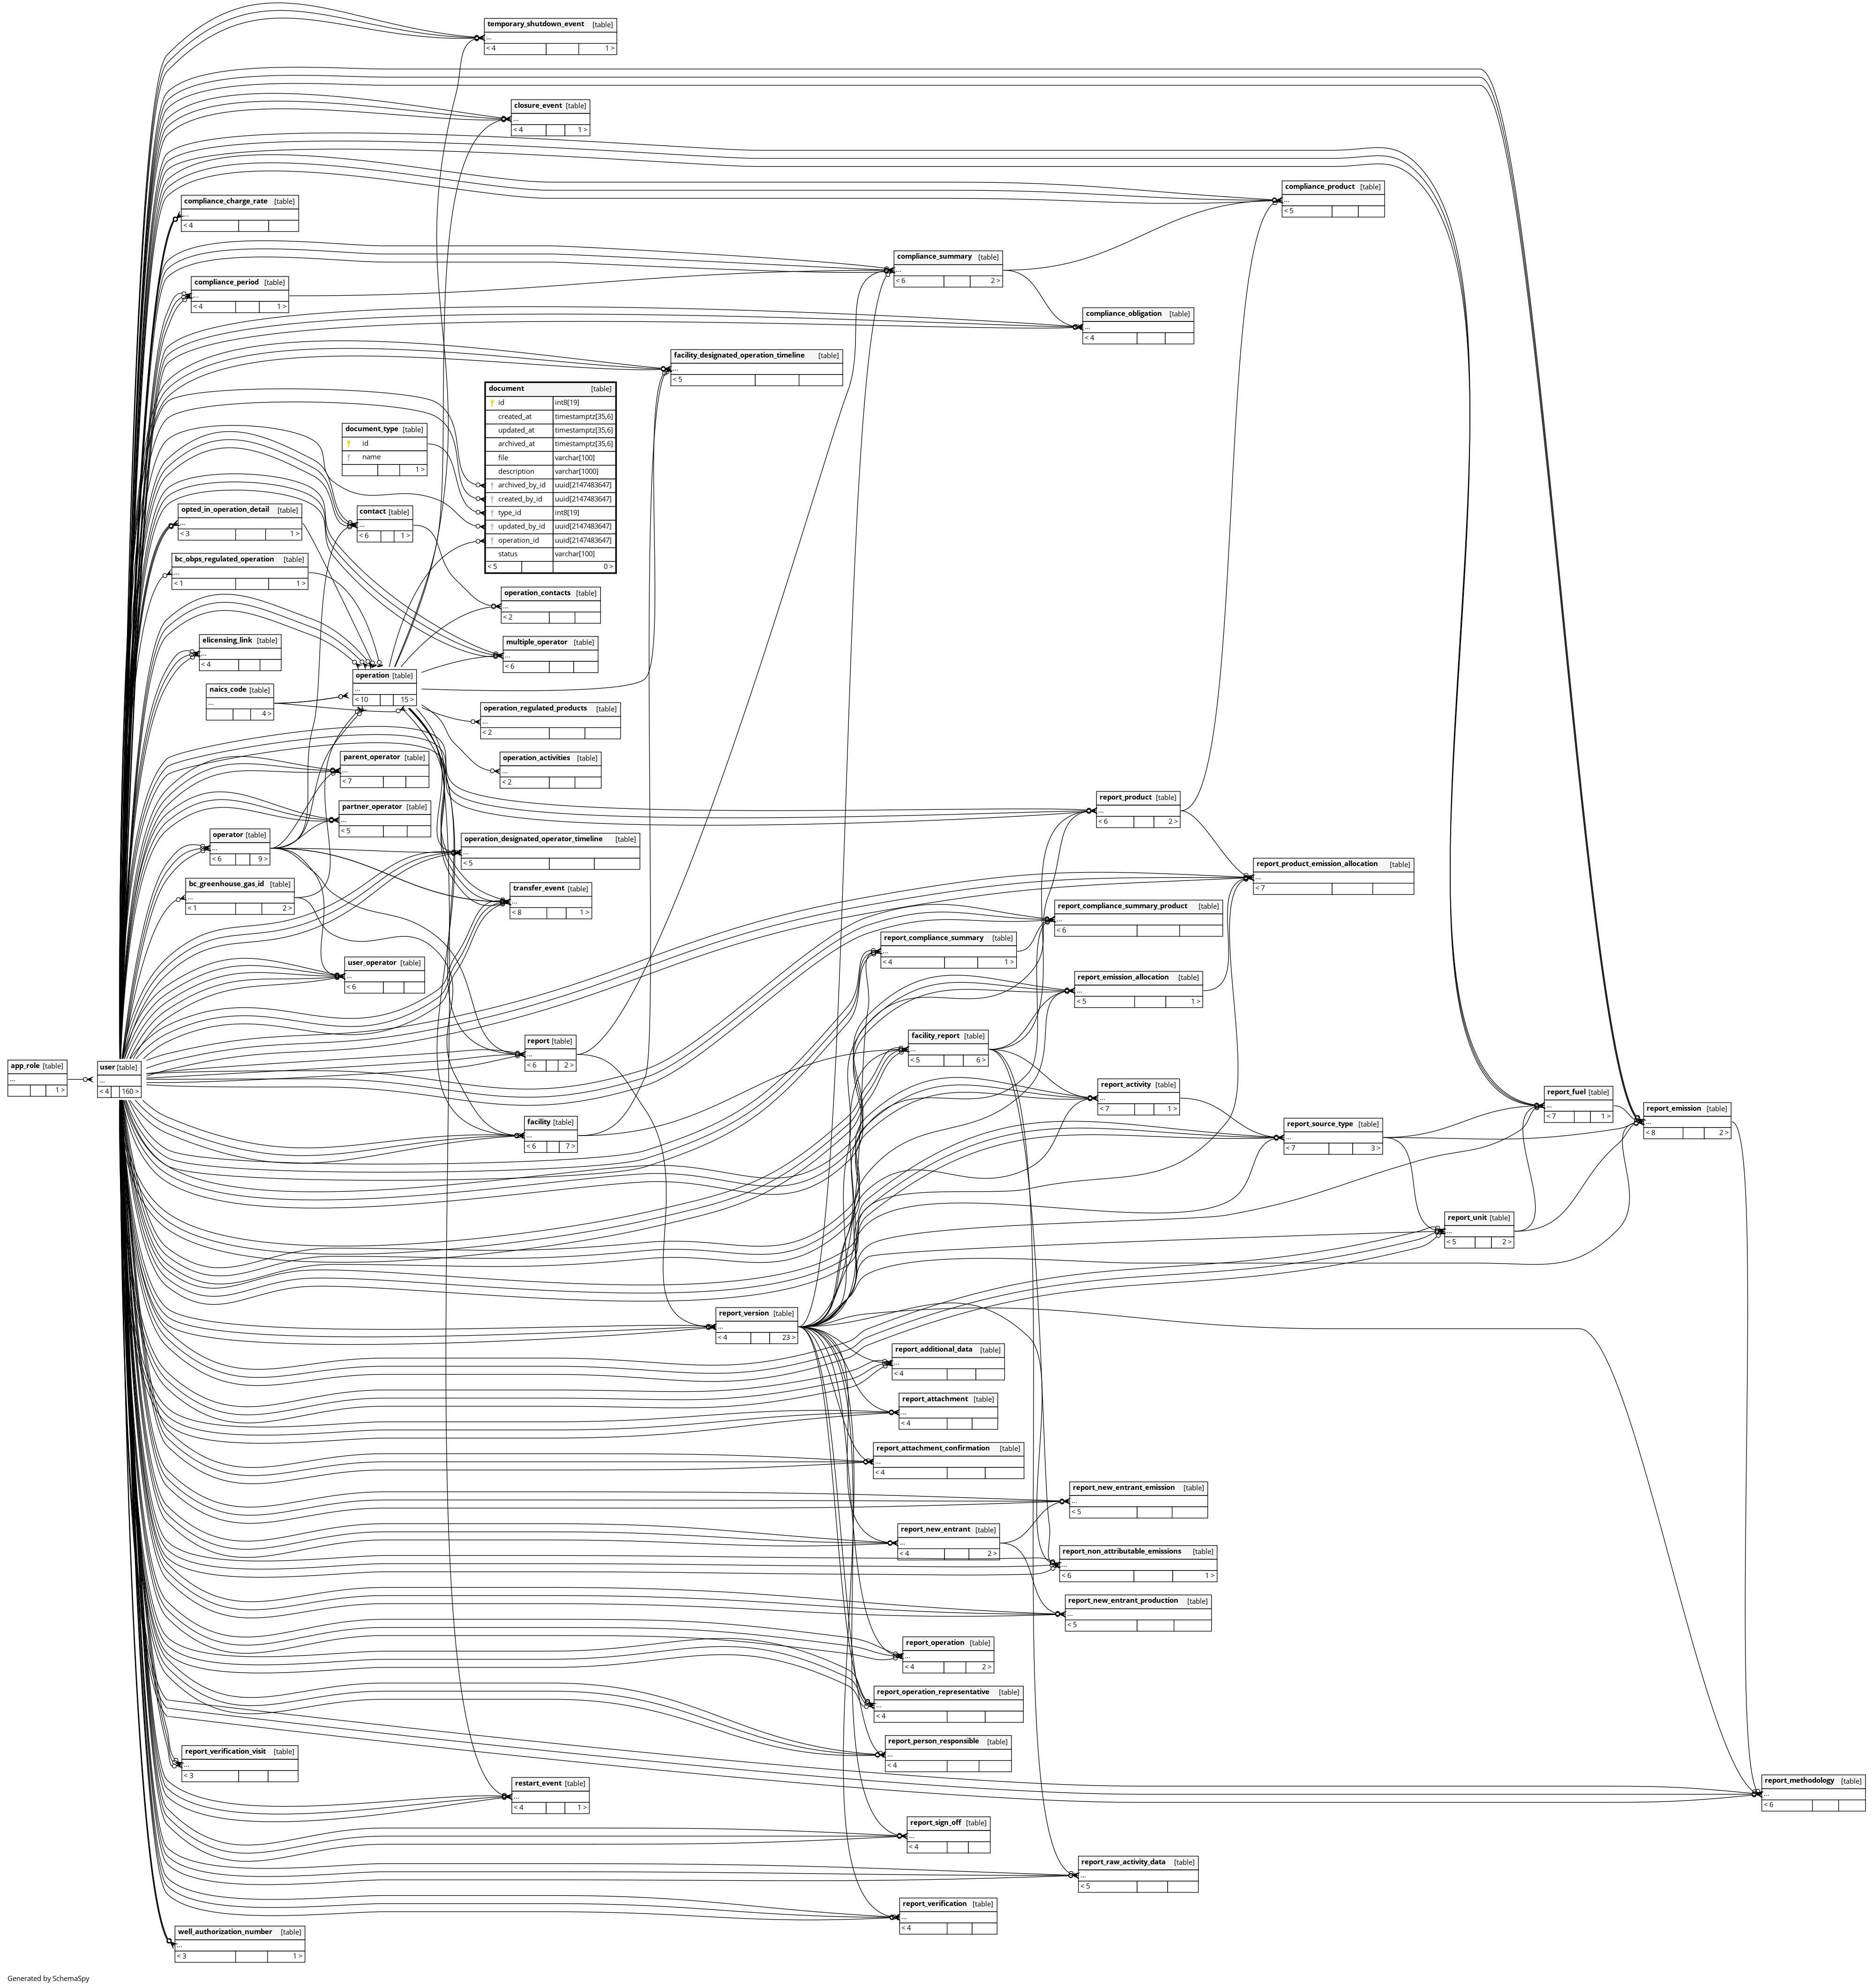 temporary_shutdown_event [table]
...
< 4 1 >
closure_event [table]
...
< 4 1 >
compliance_product [table]
...
< 5
compliance_charge_rate [table]
...
< 4
compliance_summary [table]
...
< 6 2 >
compliance_period [table]
...
< 4 1 >
compliance_obligation [table]
...
< 4
facility_designated_operation_timeline [table]
...
< 5
document [table]
id int8[19]
created_at timestamptz[35,6]
updated_at timestamptz[35,6]
archived_at timestamptz[35,6]
file varchar[100]
description varchar[1000]
archived_by_id uuid[2147483647]
created_by_id uuid[2147483647]
type_id int8[19]
updated_by_id uuid[2147483647]
operation_id uuid[2147483647]
status varchar[100]
< 5 0 >
document_type [table]
id
name
1 >
opted_in_operation_detail [table]
...
< 3 1 >
contact [table]
...
< 6 1 >
bc_obps_regulated_operation [table]
...
< 1 1 >
operation_contacts [table]
...
< 2
elicensing_link [table]
...
< 4
multiple_operator [table]
...
< 6
operation [table]
...
< 10 15 >
naics_code [table]
...
4 >
operation_regulated_products [table]
...
< 2
parent_operator [table]
...
< 7
operation_activities [table]
...
< 2
report_product [table]
...
< 6 2 >
partner_operator [table]
...
< 5
operator [table]
...
< 6 9 >
operation_designated_operator_timeline [table]
...
< 5
report_product_emission_allocation [table]
...
< 7
bc_greenhouse_gas_id [table]
...
< 1 2 >
transfer_event [table]
...
< 8 1 >
report_compliance_summary_product [table]
...
< 6
report_compliance_summary [table]
...
< 4 1 >
user_operator [table]
...
< 6
report_emission_allocation [table]
...
< 5 1 >
facility_report [table]
...
< 5 6 >
report [table]
...
< 6 2 >
app_role [table]
...
1 >
user [table]
...
< 4 160 >
report_activity [table]
...
< 7 1 >
report_fuel [table]
...
< 7 1 >
report_emission [table]
...
< 8 2 >
facility [table]
...
< 6 7 >
report_source_type [table]
...
< 7 3 >
report_unit [table]
...
< 5 2 >
report_version [table]
...
< 4 23 >
report_additional_data [table]
...
< 4
report_attachment [table]
...
< 4
report_attachment_confirmation [table]
...
< 4
report_new_entrant_emission [table]
...
< 5
report_new_entrant [table]
...
< 4 2 >
report_non_attributable_emissions [table]
...
< 6 1 >
report_new_entrant_production [table]
...
< 5
report_operation [table]
...
< 4 2 >
report_operation_representative [table]
...
< 4
report_person_responsible [table]
...
< 4
report_verification_visit [table]
...
< 3
restart_event [table]
...
< 4 1 >
report_methodology [table]
...
< 6
report_sign_off [table]
...
< 4
report_raw_activity_data [table]
...
< 5
report_verification [table]
...
< 4
well_authorization_number [table]
...
< 3 1 >
Generated by SchemaSpy